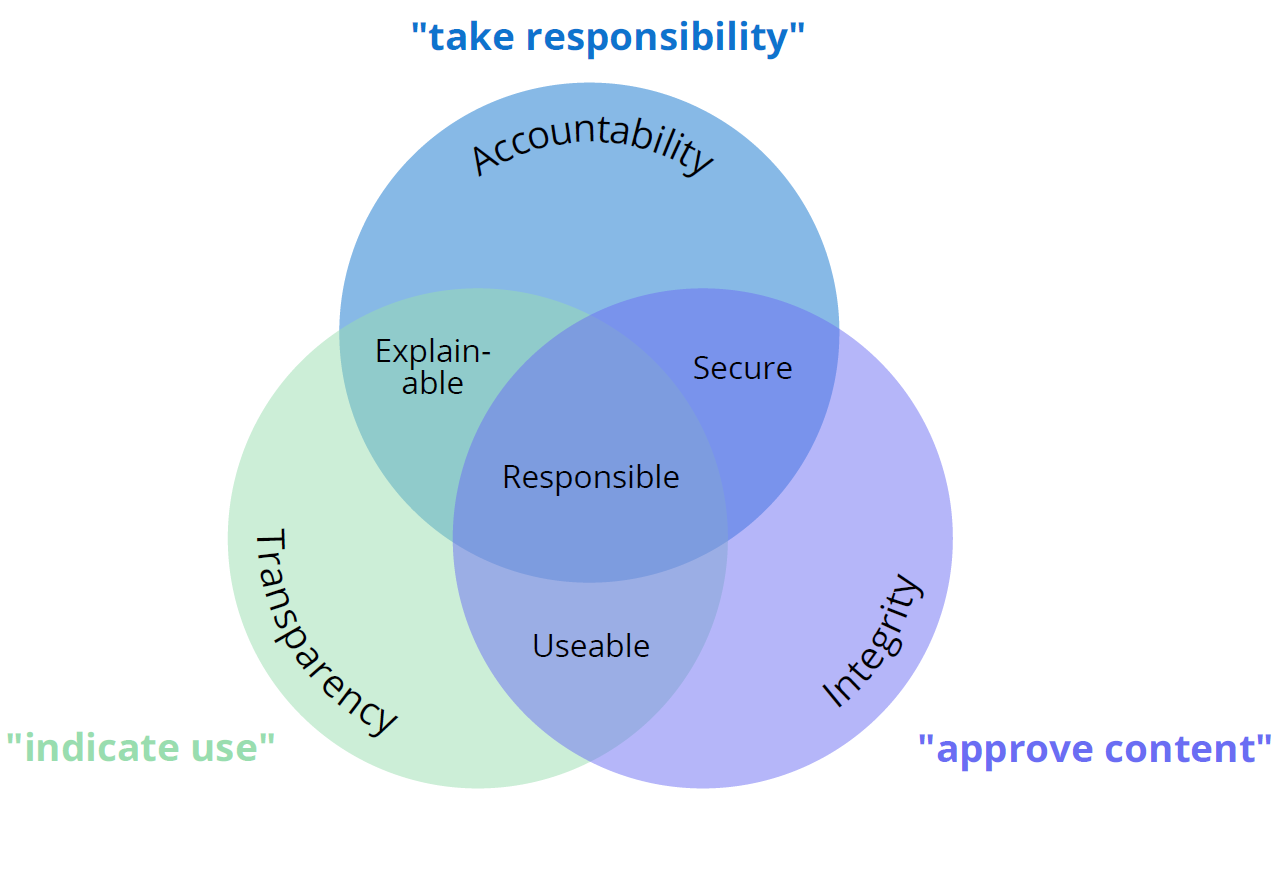 "take responsibility"
Accountability
Explain-
able
Secure
Responsible
Transparency
Integrity
Useable
"indicate use"
"approve content"